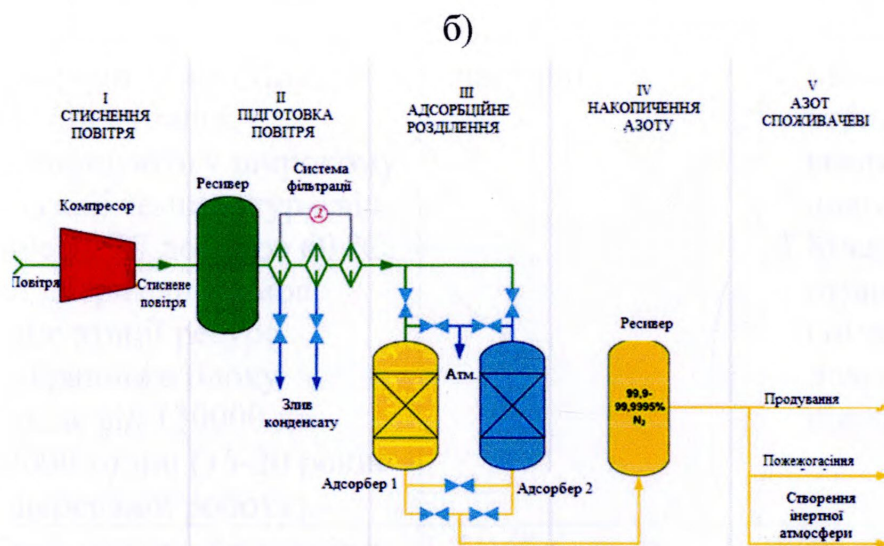 б)
I
СТИСНЕННЯ
ПОВІТРЯ
II
ПІДГОТОВКА
ПОВІТРЯ
III
АДСОРБЦІЙНЕ
РОЗДІЛЕННЯ
IV
НАКОПИЧЕННЯ
АЗОТУ
V
АЗОТ
СПОЖИВАЧЕВІ
Компресор
Ресивер
Система
фільтрації
Повітря
Стиснене
повітря
Злив
конденсату
Атм.
Адсорбер 1
Адсорбер 2
Ресивер
99,9-
99,9995%
N₂
Продування
Пожежогасіння
Створення
інертної
атмосфери